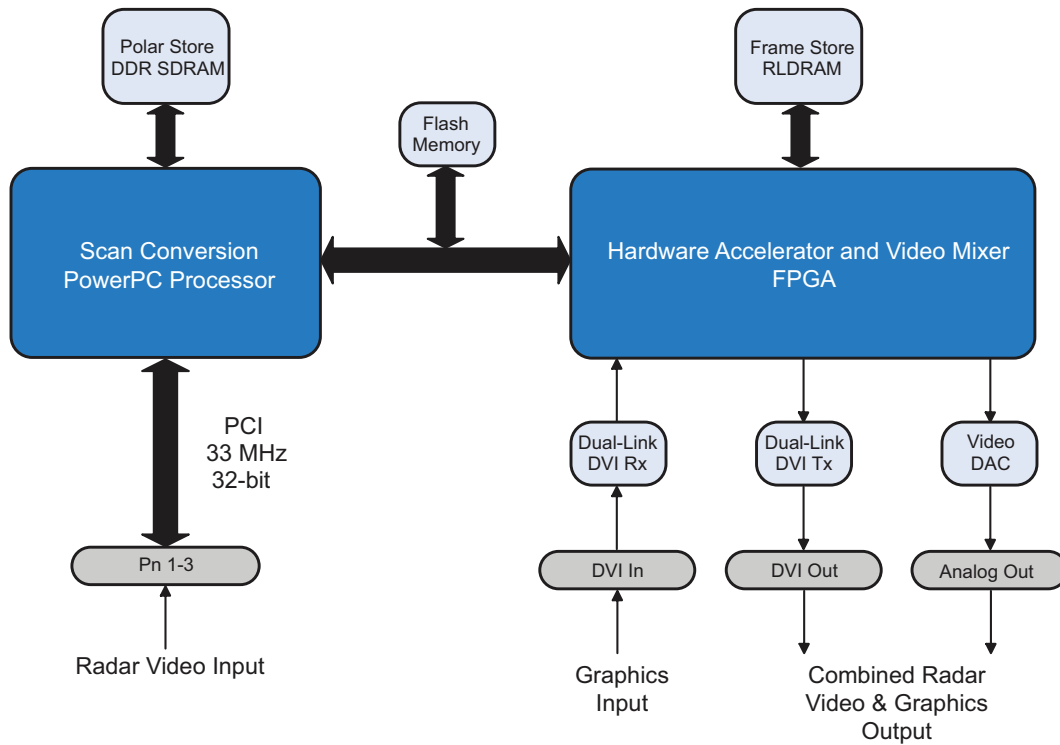 Polar Store
DDR SDRAM
Frame Store
RLDRAM
Flash
Memory
Scan Conversion
PowerPC Processor
Hardware Accelerator and Video Mixer
FPGA
PCI
33 MHz
32-bit
Dual-Link
DVI Rx
Dual-Link
DVI Tx
Video
DAC
Pn 1-3
DVI In
DVI Out
Analog Out
Radar Video Input
Graphics
Input
Combined Radar
Video & Graphics
Output